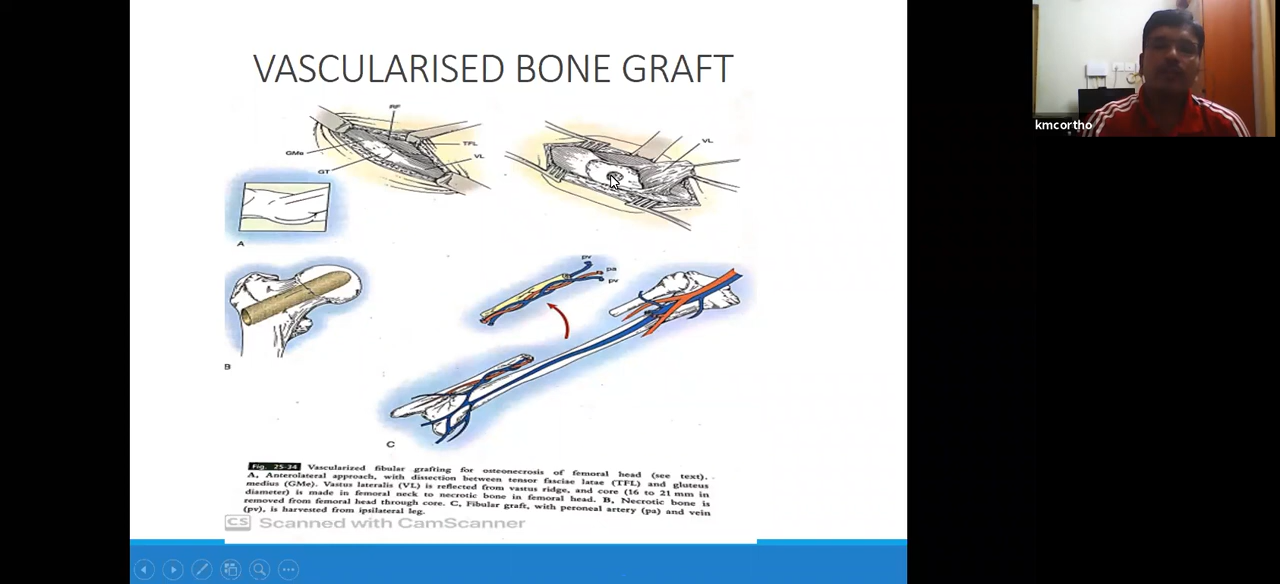 VASCULARISED BONE GRAFT
kmcortho
RF
GMe
TFL
VL
GT
VL
A
pv
pa
pv
B
C
Fig. 25-34 Vascularized fibular grafting for osteonecrosis of femoral head (see text).
A, Anterolateral approach, with dissection between tensor fasciae latae (TFL) and gluteus
medius (GMe). Vastus lateralis (VL) is reflected from vastus ridge, and core (16 to 21 mm in
diameter) is made in femoral neck to necrotic bone in femoral head. B, Necrotic bone is
removed from femoral head through core. C, Fibular graft, with peroneal artery (pa) and vein
(pv), is harvested from ipsilateral leg.
CS Scanned with CamScanner